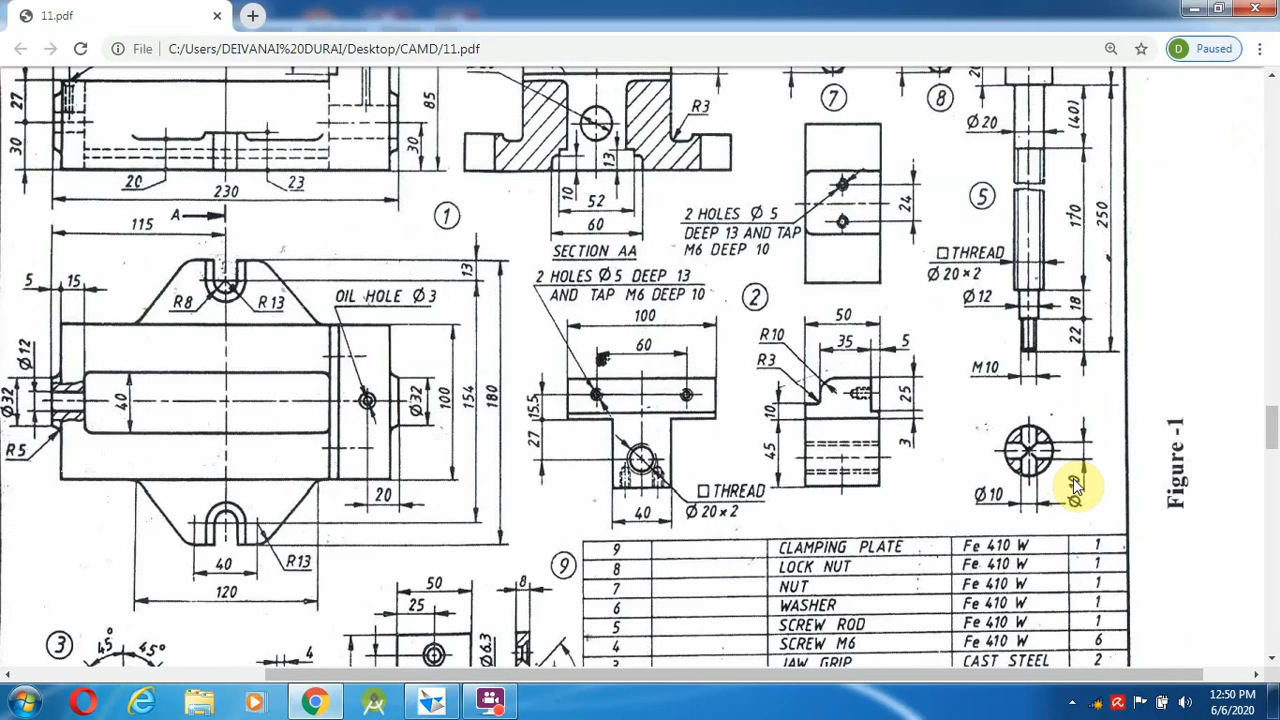 11.pdf
File | C:/Users/DEIVANAI%20DURAI/Desktop/CAMD/11.pdf
D Paused
27
30
85
30
20
23
230
R3
13
10
52
60
SECTION AA
1
7
8
2 HOLES Ø 5
DEEP 13 AND TAP
M6 DEEP 10
24
20
Ø 20
(40)
5
170
250
□ THREAD
Ø 20×2
Ø 12
18
22
M10
A
115
5
15
R8
R13
OIL HOLE Ø 3
13
Ø12
Ø32
40
Ø32
100
154
180
R5
20
40
R13
120
2 HOLES Ø 5 DEEP 13
AND TAP M6 DEEP 10
2
100
60
15.5
27
□ THREAD
Ø 20×2
40
50
R10
35
5
R3
10
25
45
3
Ø10
Figure -1
3
45°
45°
4
50
25
8
Ø6.3
9
9 CLAMPING PLATE Fe 410 W 1
8 LOCK NUT Fe 410 W 1
7 NUT Fe 410 W 1
6 WASHER Fe 410 W 1
5 SCREW ROD Fe 410 W 1
4 SCREW M6 Fe 410 W 6
3 JAW GRIP CAST STEEL 2
12:50 PM
6/6/2020